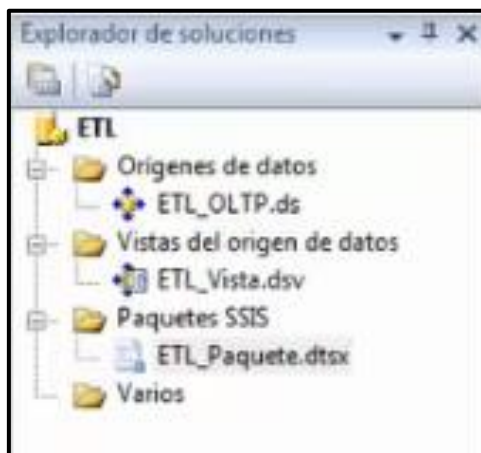 Explorador de soluciones
ETL
Orígenes de datos
ETL_OLTP.ds
Vistas del origen de datos
ETL_Vista.dsv
Paquetes SSIS
ETL_Paquete.dtsx
Varios